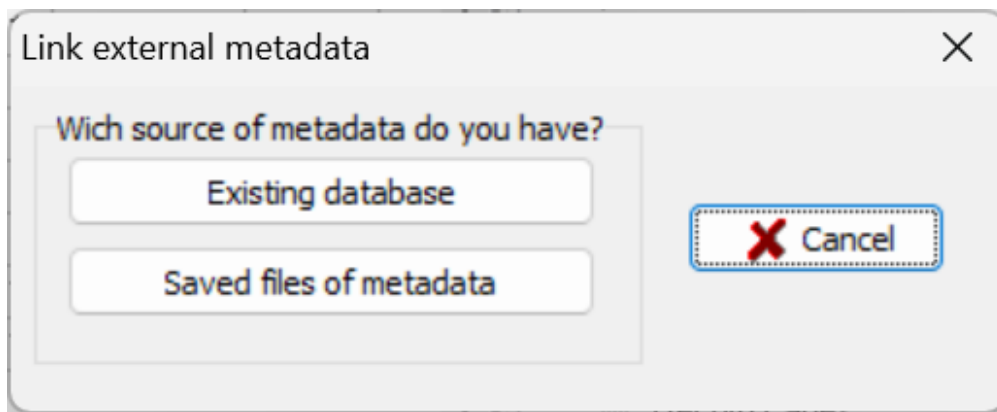 Link external metadata
Wich source of metadata do you have?
Existing database
Saved files of metadata
Cancel